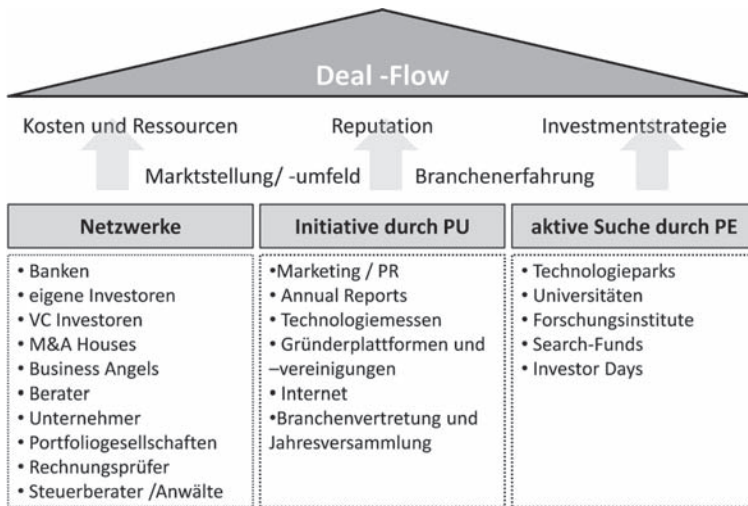 Deal -Flow
Kosten und Ressourcen
Reputation
Investmentstrategie
Marktstellung/ -umfeld
Branchenerfahrung
Netzwerke
• Banken
• eigene Investoren
• VC Investoren
• M&A Houses
• Business Angels
• Berater
• Unternehmer
• Portfoliogesellschaften
• Rechnungsprüfer
• Steuerberater /Anwälte
Initiative durch PU
•Marketing / PR
• Annual Reports
• Technologiemessen
• Gründerplattformen und
–vereinigungen
• Internet
•Branchenvertretung und
Jahresversammlung
aktive Suche durch PE
• Technologieparks
• Universitäten
• Forschungsinstitute
• Search-Funds
• Investor Days